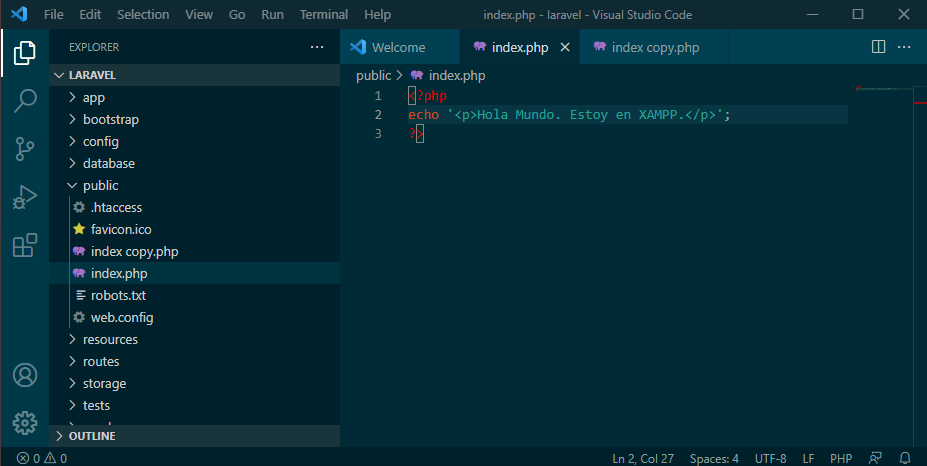 File Edit Selection View Go Run Terminal Help index.php - laravel - Visual Studio Code
EXPLORER
Welcome index.php index copy.php
LARAVEL
app
bootstrap
config
database
public
.htaccess
favicon.ico
index copy.php
index.php
robots.txt
web.config
resources
routes
storage
tests
OUTLINE
public > index.php
1 <?php
2 echo '<p>Hola Mundo. Estoy en XAMPP.</p>';
3 ?>
0 0 Ln 2, Col 27 Spaces: 4 UTF-8 LF PHP